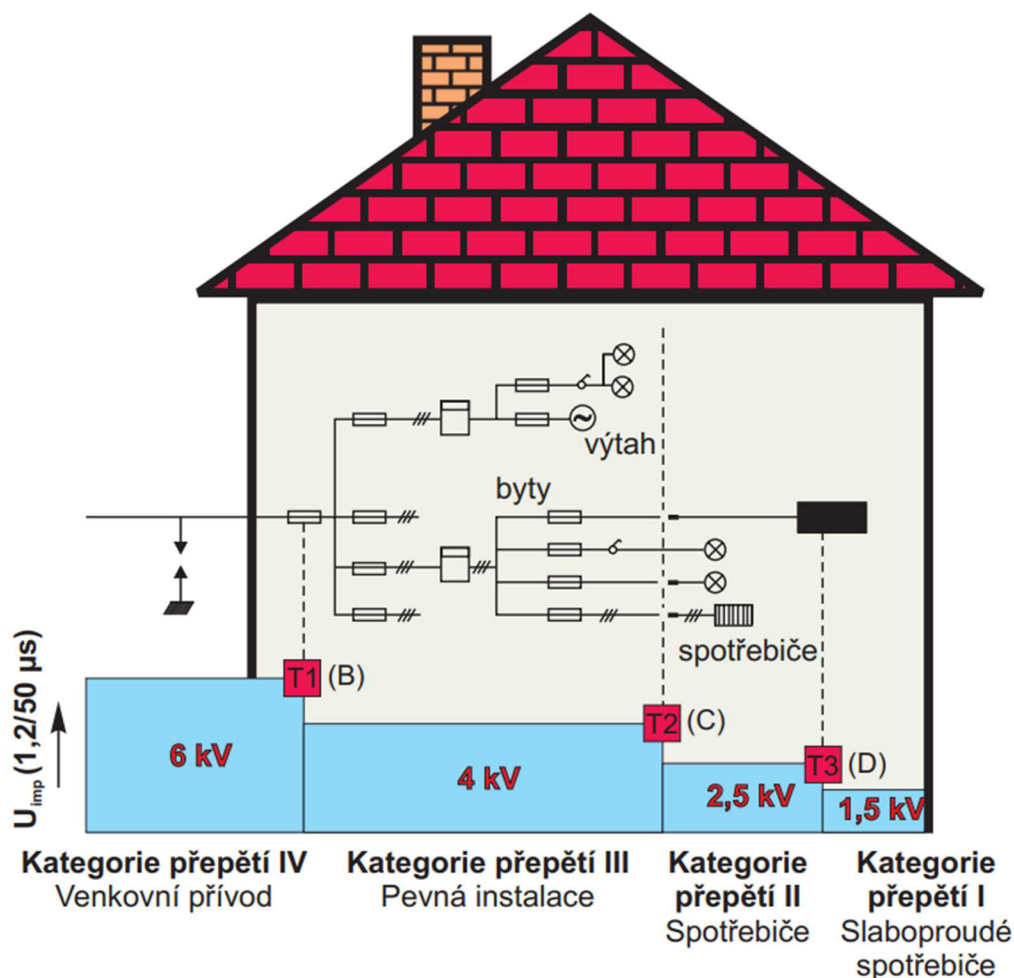 výtah
byty
spotřebiče
T1 (B)
T2 (C)
T3 (D)
U imp (1,2/50 μs)
6 kV
4 kV
2,5 kV
1,5 kV
Kategorie přepětí IV
Venkovní přívod
Kategorie přepětí III
Pevná instalace
Kategorie
přepětí II
Spotřebiče
Kategorie
přepětí I
Slaboproudé
spotřebiče